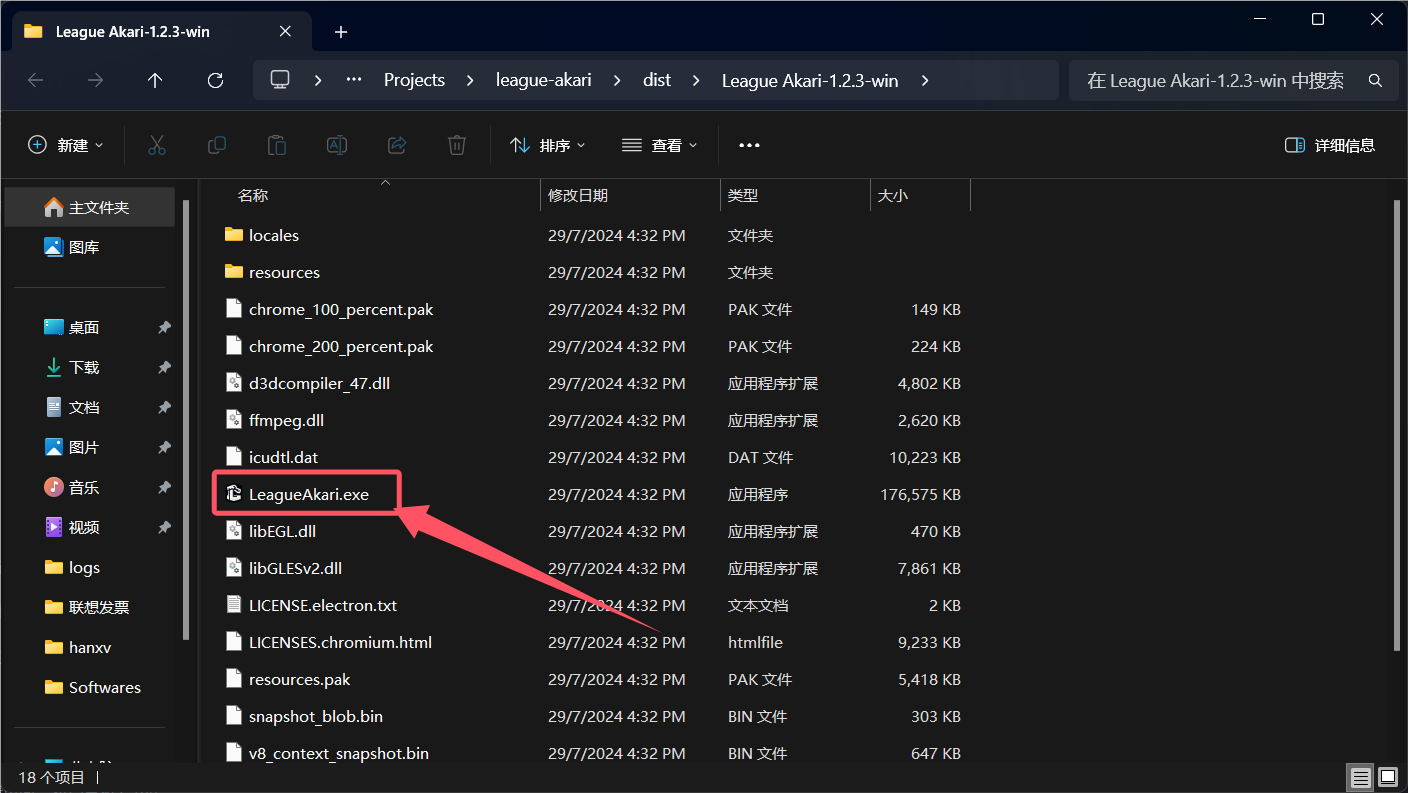 League Akari-1.2.3-win
Projects league-akari dist League Akari-1.2.3-win 在 League Akari-1.2.3-win 中搜索
新建 排序 查看 详细信息
主文件夹
图库
桌面
下载
文档
图片
音乐
视频
logs
联想发票
hanxv
Softwares
名称 修改日期 类型 大小
locales 29/7/2024 4:32 PM 文件夹
resources 29/7/2024 4:32 PM 文件夹
chrome_100_percent.pak 29/7/2024 4:32 PM PAK 文件 149 KB
chrome_200_percent.pak 29/7/2024 4:32 PM PAK 文件 224 KB
d3dcompiler_47.dll 29/7/2024 4:32 PM 应用程序扩展 4,802 KB
ffmpeg.dll 29/7/2024 4:32 PM 应用程序扩展 2,620 KB
icudtl.dat 29/7/2024 4:32 PM DAT 文件 10,223 KB
LeagueAkari.exe 29/7/2024 4:32 PM 应用程序 176,575 KB
libEGL.dll 29/7/2024 4:32 PM 应用程序扩展 470 KB
libGLESv2.dll 29/7/2024 4:32 PM 应用程序扩展 7,861 KB
LICENSE.electron.txt 29/7/2024 4:32 PM 文本文档 2 KB
LICENSES.chromium.html 29/7/2024 4:32 PM htmlfile 9,233 KB
resources.pak 29/7/2024 4:32 PM PAK 文件 5,418 KB
snapshot_blob.bin 29/7/2024 4:32 PM BIN 文件 303 KB
v8_context_snapshot.bin 29/7/2024 4:32 PM BIN 文件 647 KB
18 个项目